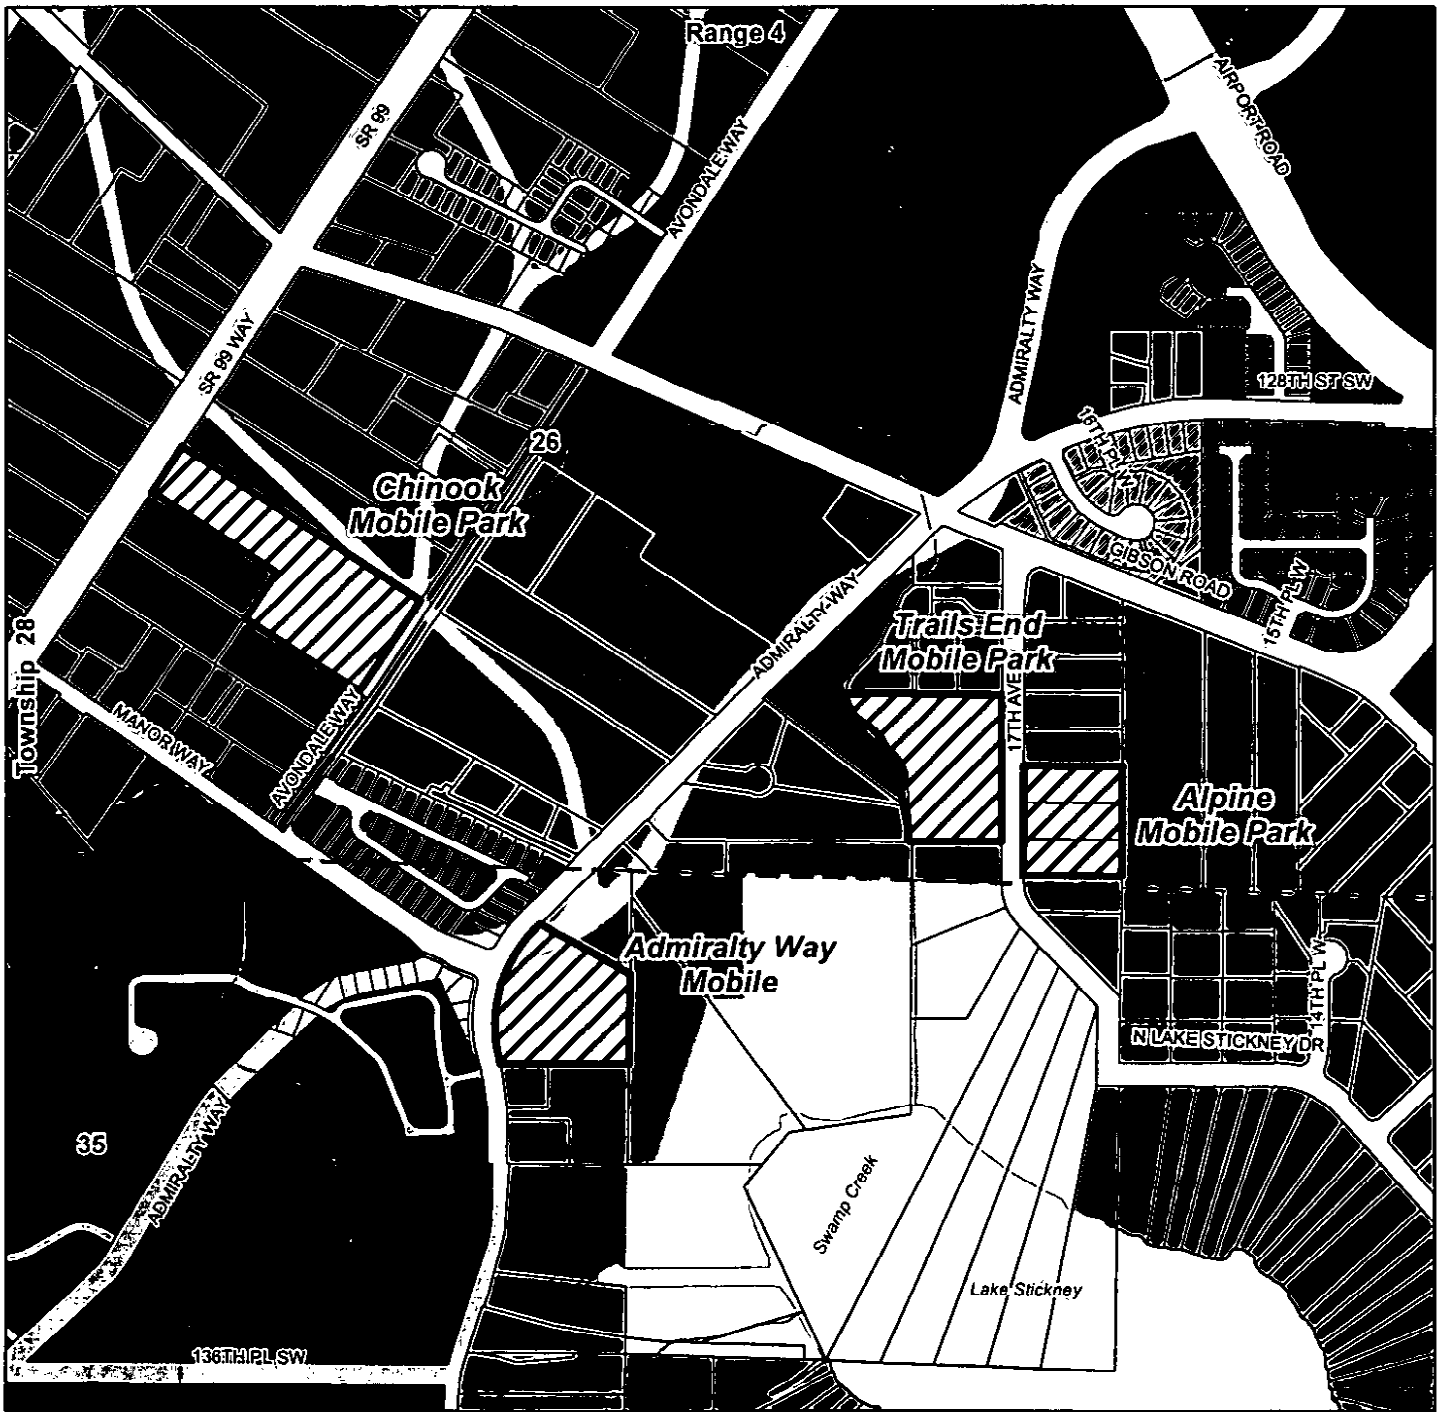 Range 4
SR 99
AIRPORT ROAD
AVONDALE WAY
ADMIRALTY WAY
SR 99 WAY
128TH ST SW
26
Chinook
Mobile Park
GIBSON ROAD
15TH PL W
ADMIRALTY WAY
Trails End
Mobile Park
Township 28
17TH AVE
MANOR WAY
AVONDALE WAY
Alpine
Mobile Park
Admiralty Way
Mobile
14TH PL W
N LAKE STICKNEY DR
35
ADMIRALTY WAY
Swamp Creek
Lake Stickney
136TH PL SW